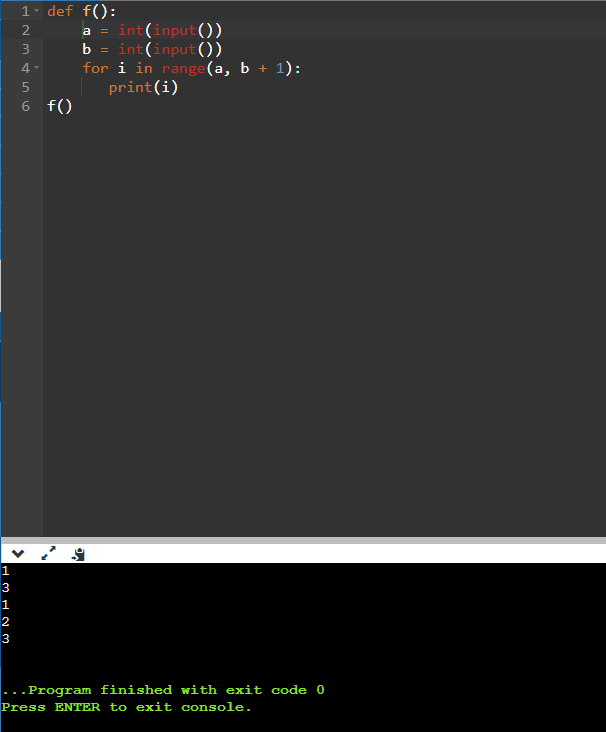 1 def f():
2     a = int(input())
3     b = int(input())
4     for i in range(a, b + 1):
5        print(i)
6 f()
1
3
1
2
3
...Program finished with exit code 0
Press ENTER to exit console.